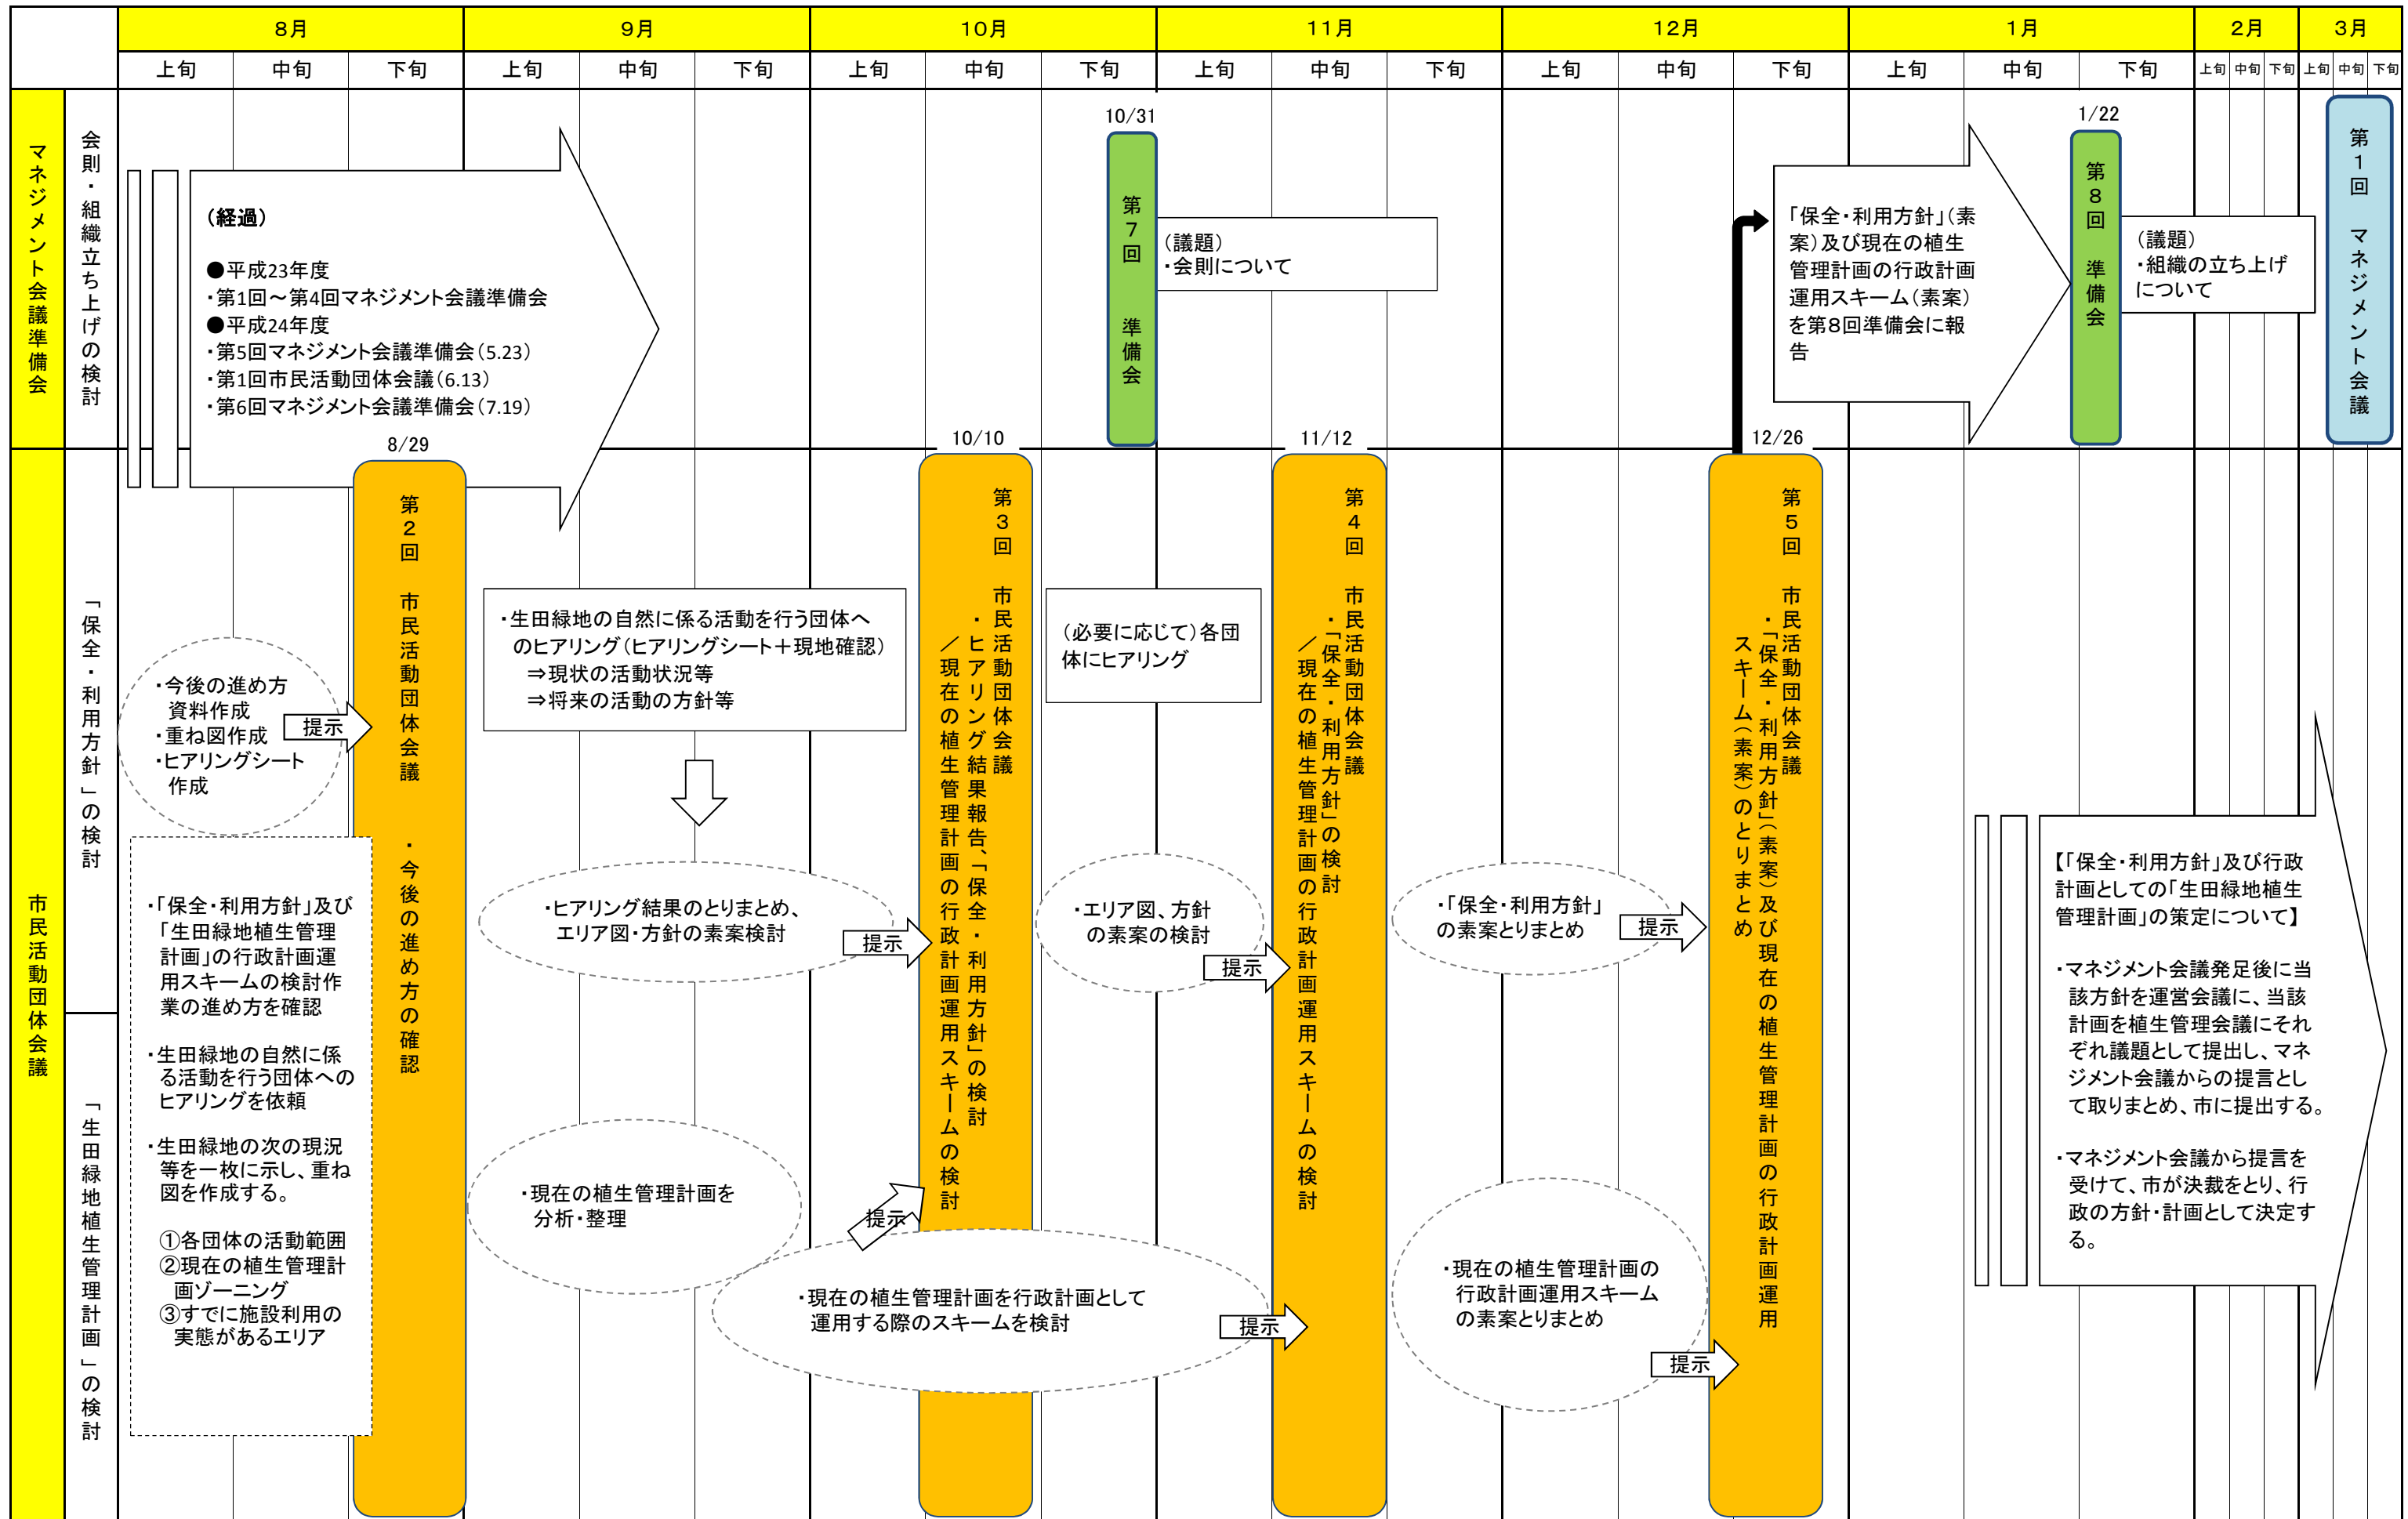 8月
9月
10月
11月
12月
1月
2月
3月
上旬
中旬
下旬
上旬
中旬
下旬
上旬
中旬
下旬
上旬
中旬
下旬
上旬
中旬
下旬
上旬
中旬
下旬
上旬
中旬
下旬
上旬
中旬
下旬
マネジメント会議準備会
会則・組織立ち上げの検討
(経過)
●平成23年度
・第1回～第4回マネジメント会議準備会
●平成24年度
・第5回マネジメント会議準備会(5.23)
・第1回市民活動団体会議(6.13)
・第6回マネジメント会議準備会(7.19)
10/31
第7回 準備会
(議題)
・会則について
「保全・利用方針」(素
案)及び現在の植生
管理計画の行政計画
運用スキーム(素案)
を第8回準備会に報
告
1/22
第8回 準備会
(議題)
・組織の立ち上げ
について
第1回 マネジメント会議
市民活動団体会議
「保全・利用方針」の検討
「生田緑地植生管理計画」の検討
・今後の進め方
資料作成
・重ね図作成
・ヒアリングシート
作成
提示
8/29
第2回 市民活動団体会議 ・今後の進め方の確認
・「保全・利用方針」及び
「生田緑地植生管理
計画」の行政計画運
用スキームの検討作
業の進め方を確認
・生田緑地の自然に係
る活動を行う団体への
ヒアリングを依頼
・生田緑地の次の現況
等を一枚に示し、重ね
図を作成する。
①各団体の活動範囲
②現在の植生管理計
画ゾーニング
③すでに施設利用の
実態があるエリア
・生田緑地の自然に係る活動を行う団体へ
のヒアリング(ヒアリングシート+現地確認)
⇒現状の活動状況等
⇒将来の活動の方針等
・ヒアリング結果のとりまとめ、
エリア図・方針の素案検討
提示
・現在の植生管理計画を
分析・整理
提示
10/10
第3回 市民活動団体会議
・ヒアリング結果報告、「保全・利用方針」の検討
／現在の植生管理計画の行政計画運用スキームの検討
(必要に応じて)各団
体にヒアリング
・エリア図、方針
の素案の検討
提示
・現在の植生管理計画を行政計画として
運用する際のスキームを検討
提示
11/12
第4回 市民活動団体会議
・「保全・利用方針」の検討
／現在の植生管理計画の行政計画運用スキームの検討
・「保全・利用方針」
の素案とりまとめ
提示
・現在の植生管理計画の
行政計画運用スキーム
の素案とりまとめ
提示
12/26
第5回 市民活動団体会議
・「保全・利用方針」(素案)及び現在の植生管理計画の行政計画運用
スキーム(素案)のとりまとめ
【「保全・利用方針」及び行政
計画としての「生田緑地植生
管理計画」の策定について】
・マネジメント会議発足後に当
該方針を運営会議に、当該
計画を植生管理会議にそれ
ぞれ議題として提出し、マネ
ジメント会議からの提言とし
て取りまとめ、市に提出する。
・マネジメント会議から提言を
受けて、市が決裁をとり、行
政の方針・計画として決定す
る。